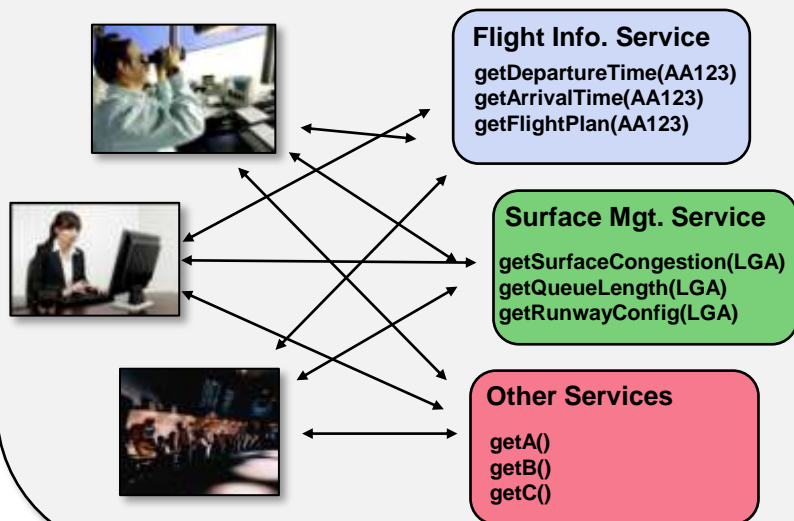 Flight Info. Service
getDepartureTime(AA123)
getArrivalTime(AA123)
getFlightPlan(AA123)
Surface Mgt. Service
getSurfaceCongestion(LGA)
getQueueLength(LGA)
getRunwayConfig(LGA)
Other Services
getA()
getB()
getC()